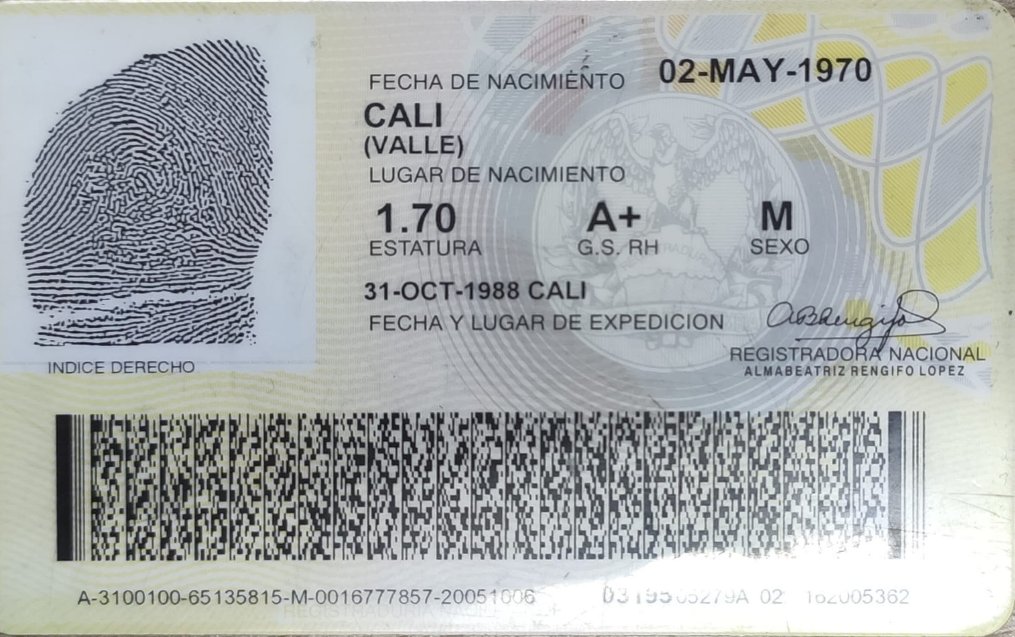 FECHA DE NACIMIENTO 02-MAY-1970
CALI
(VALLE)
LUGAR DE NACIMIENTO
1.70 A+ M
ESTATURA G.S. RH SEXO
31-OCT-1988 CALI
FECHA Y LUGAR DE EXPEDICION
REGISTRADORA NACIONAL
ALMABEATRIZ RENGIFO LOPEZ
INDICE DERECHO
A-3100100-65135815-M-0016777857-20051006 0319505279A 02 162005362